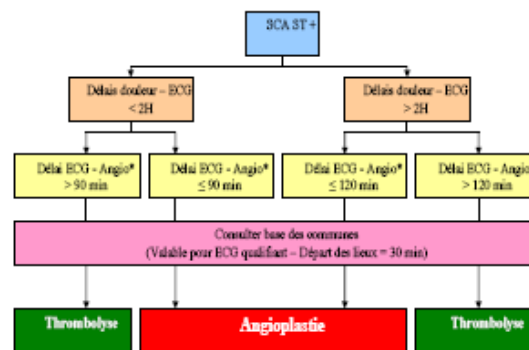 SCA ST +
Délais douleur – ECG
< 2H
Délais douleur – ECG
> 2H
Délai ECG - Angio*
> 90 min
Délai ECG - Angio*
≤ 90 min
Délai ECG - Angio*
≤ 120 min
Délai ECG - Angio
> 120 min
Consulter base des communes
(Valable pour ECG qualifiant – Départ des lieux = 30 min)
Thrombolyse
Angioplastie
Thrombolyse